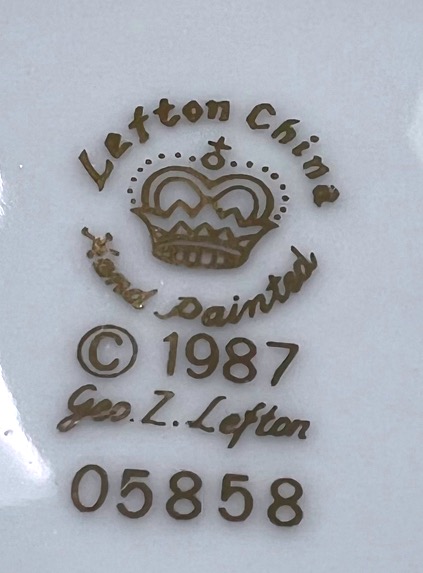 Lefton China
Hand Painted
© 1987
Geo. Z. Lefton
05858